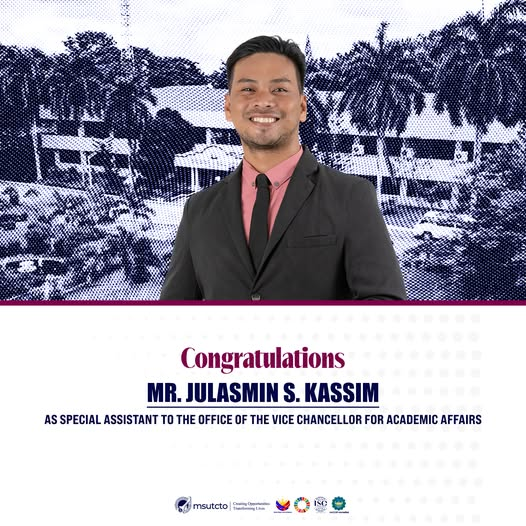 Congratulations
MR. JULASMIN S. KASSIM
AS SPECIAL ASSISTANT TO THE OFFICE OF THE VICE CHANCELLOR FOR ACADEMIC AFFAIRS
msutcto
Creating Opportunities
Transforming Lives
ISO